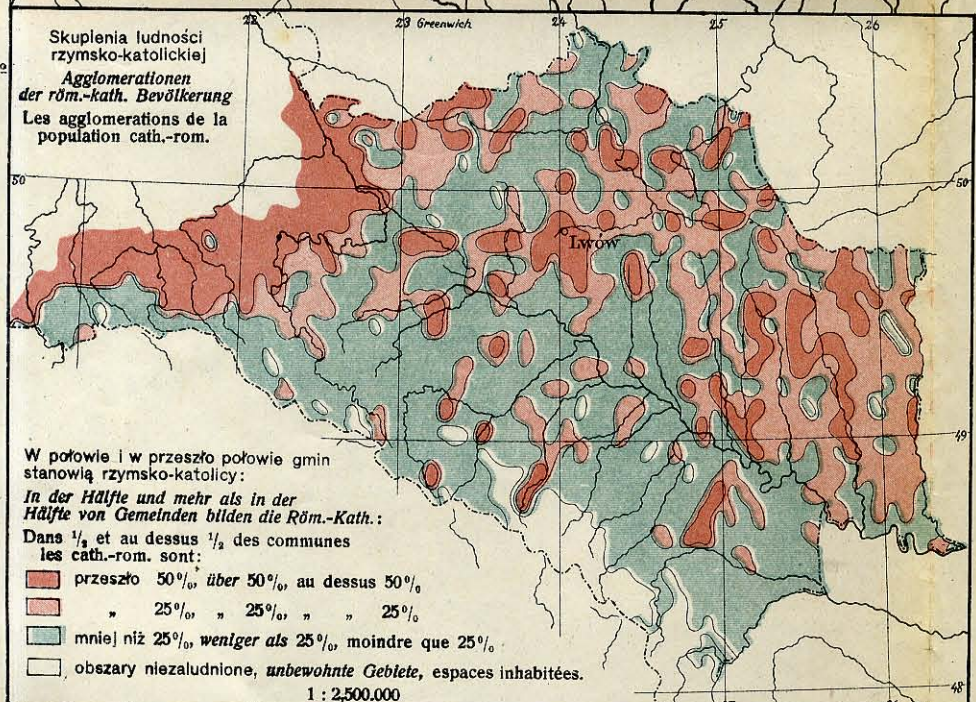 22 23 Greenwich 24 25 26
Skupienia ludności
rzymsko-katolickiej
Agglomerationen
der röm.-kath. Bevölkerung
Les agglomerations de la
population cath.-rom.
50 50
Lwów
49
W połowie i w przeszło połowie gmin
stanowią rzymsko-katolicy:
In der Hälfte und mehr als in der
Hälfte von Gemeinden bilden die Röm.-Kath.:
Dans ½ et au dessus ½ des communes
les cath.-rom. sont:
przeszło 50%, über 50%, au dessus 50%
„ 25%, „ 25%, „ „ 25%
mniej niż 25%, weniger als 25%, moindre que 25%
obszary niezaludnione, unbewohnte Gebiete, espaces inhabitées.
1 : 2,500.000
48